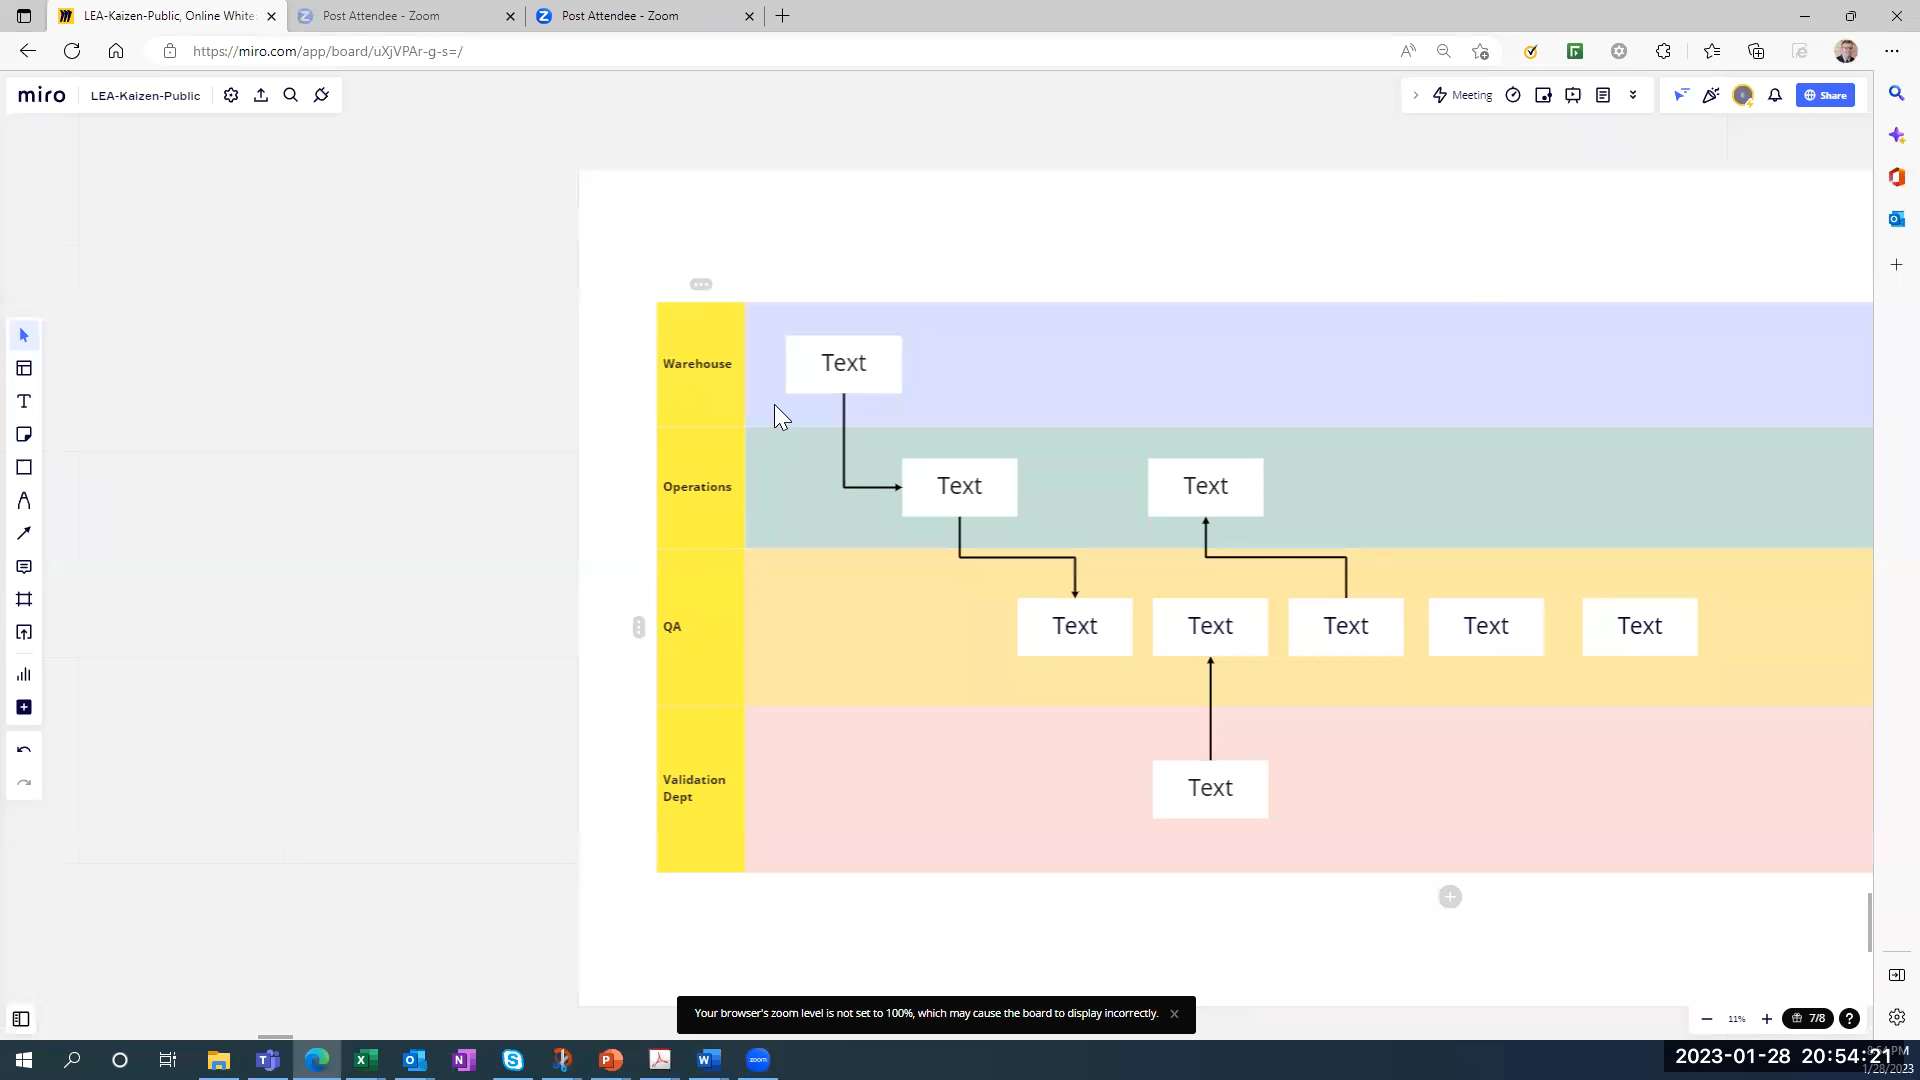 LEA-Kaizen-Public, Online White
Post Attendee - Zoom
Post Attendee - Zoom
https://miro.com/app/board/uXjVPAr-g-s=/
miro
LEA-Kaizen-Public
Meeting
Share
Warehouse
Text
Operations
Text
Text
QA
Text
Text
Text
Text
Text
Validation
Dept
Text
Your browser's zoom level is not set to 100%, which may cause the board to display incorrectly.
11%
7/8
2023-01-28 20:54:21
1/28/2023